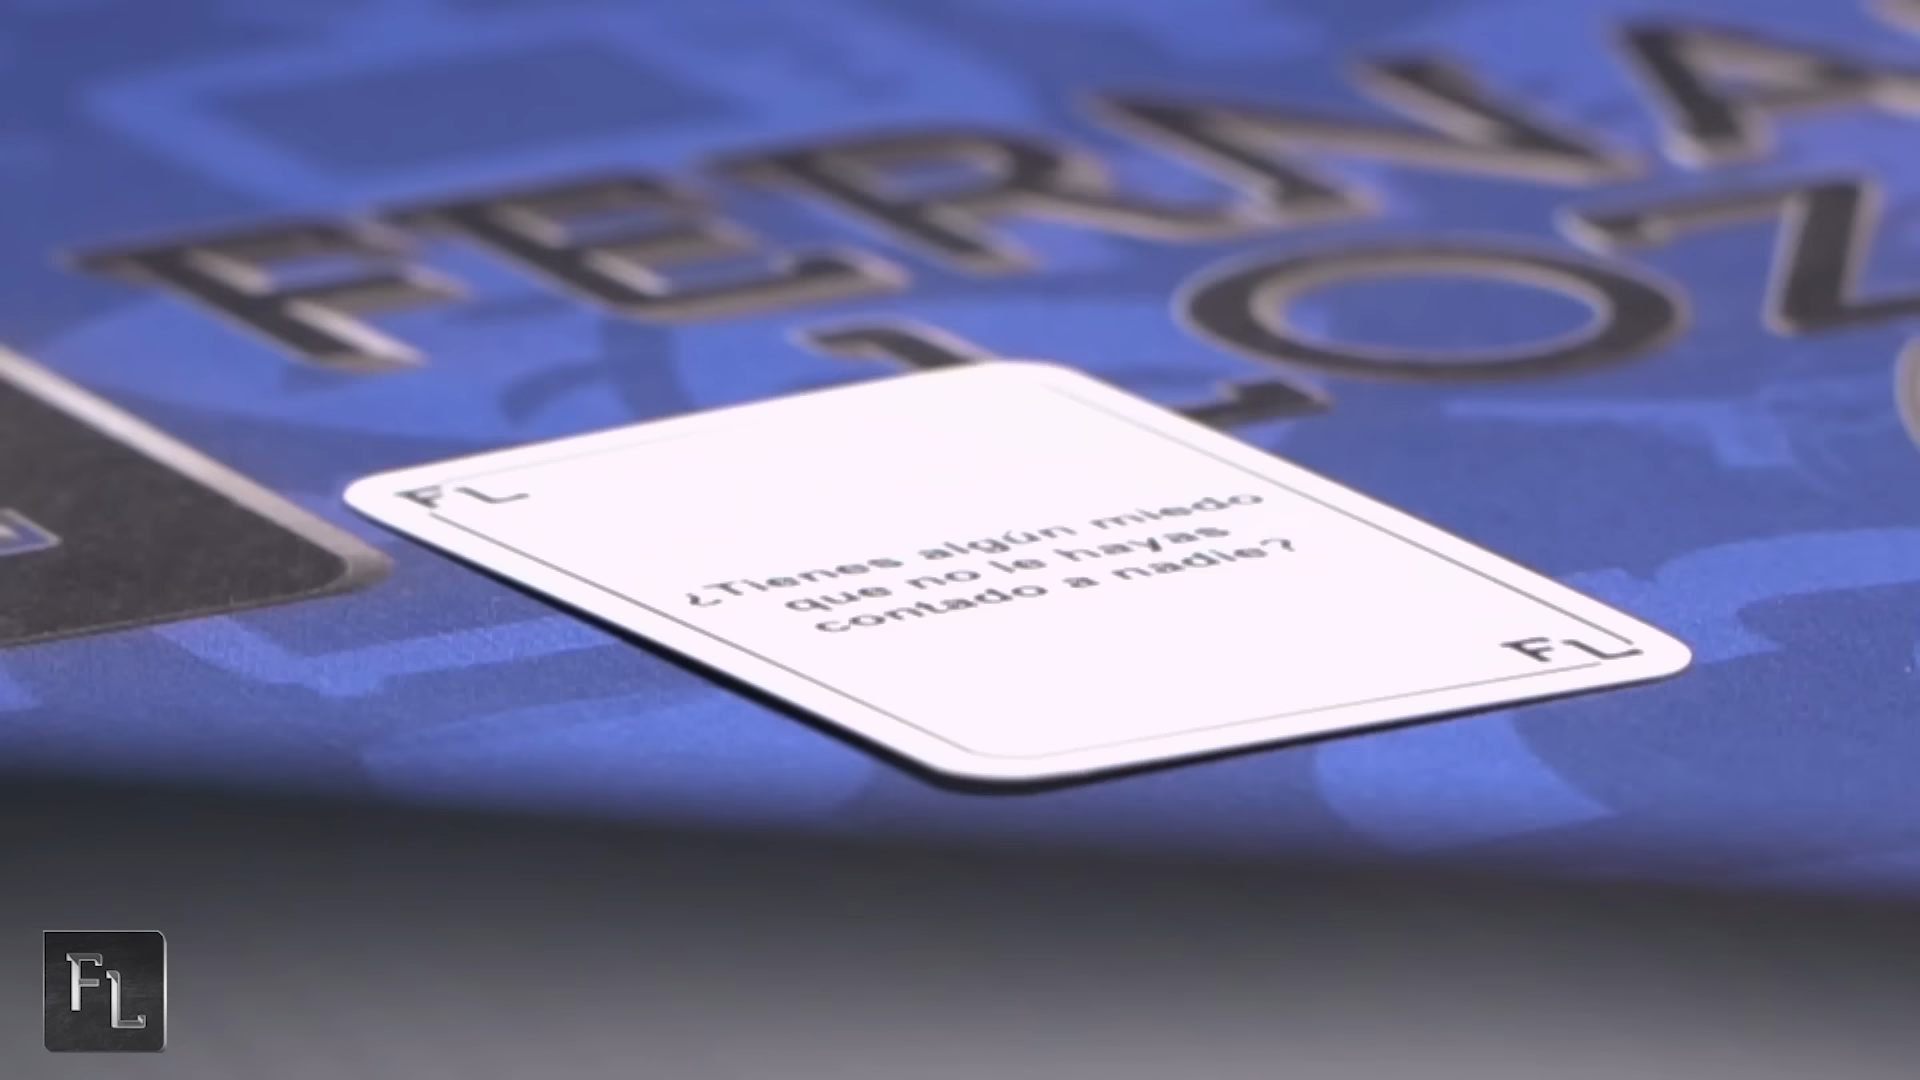 FERNA
LOZ
FL
¿Tienes algún miedo
que no le hayas
contado a nadie?
FL
FL